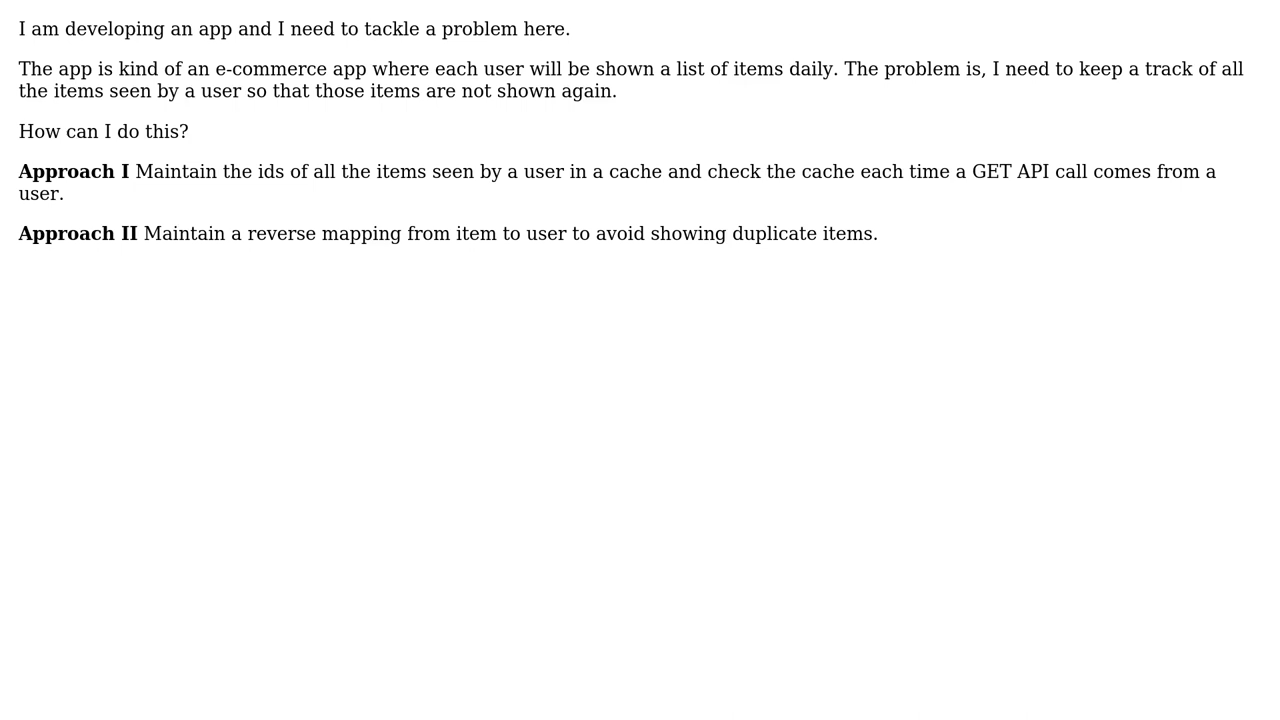 I am developing an app and I need to tackle a problem here.
The app is kind of an e-commerce app where each user will be shown a list of items daily. The problem is, I need to keep a track of all
the items seen by a user so that those items are not shown again.
How can I do this?
Approach I Maintain the ids of all the items seen by a user in a cache and check the cache each time a GET API call comes from a
user.
Approach II Maintain a reverse mapping from item to user to avoid showing duplicate items.